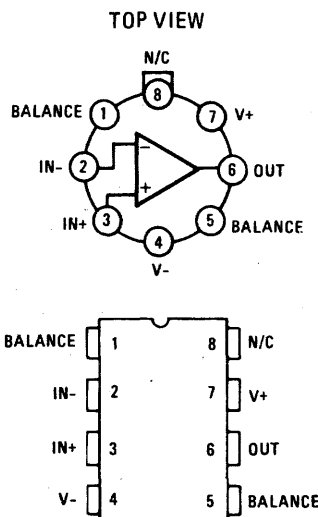 TOP VIEW
N/C
8
BALANCE 1 7 V+
IN- 2 − 6 OUT
IN+ 3 + 5 BALANCE
4
V-
BALANCE 1 8 N/C
IN- 2 7 V+
IN+ 3 6 OUT
V- 4 5 BALANCE